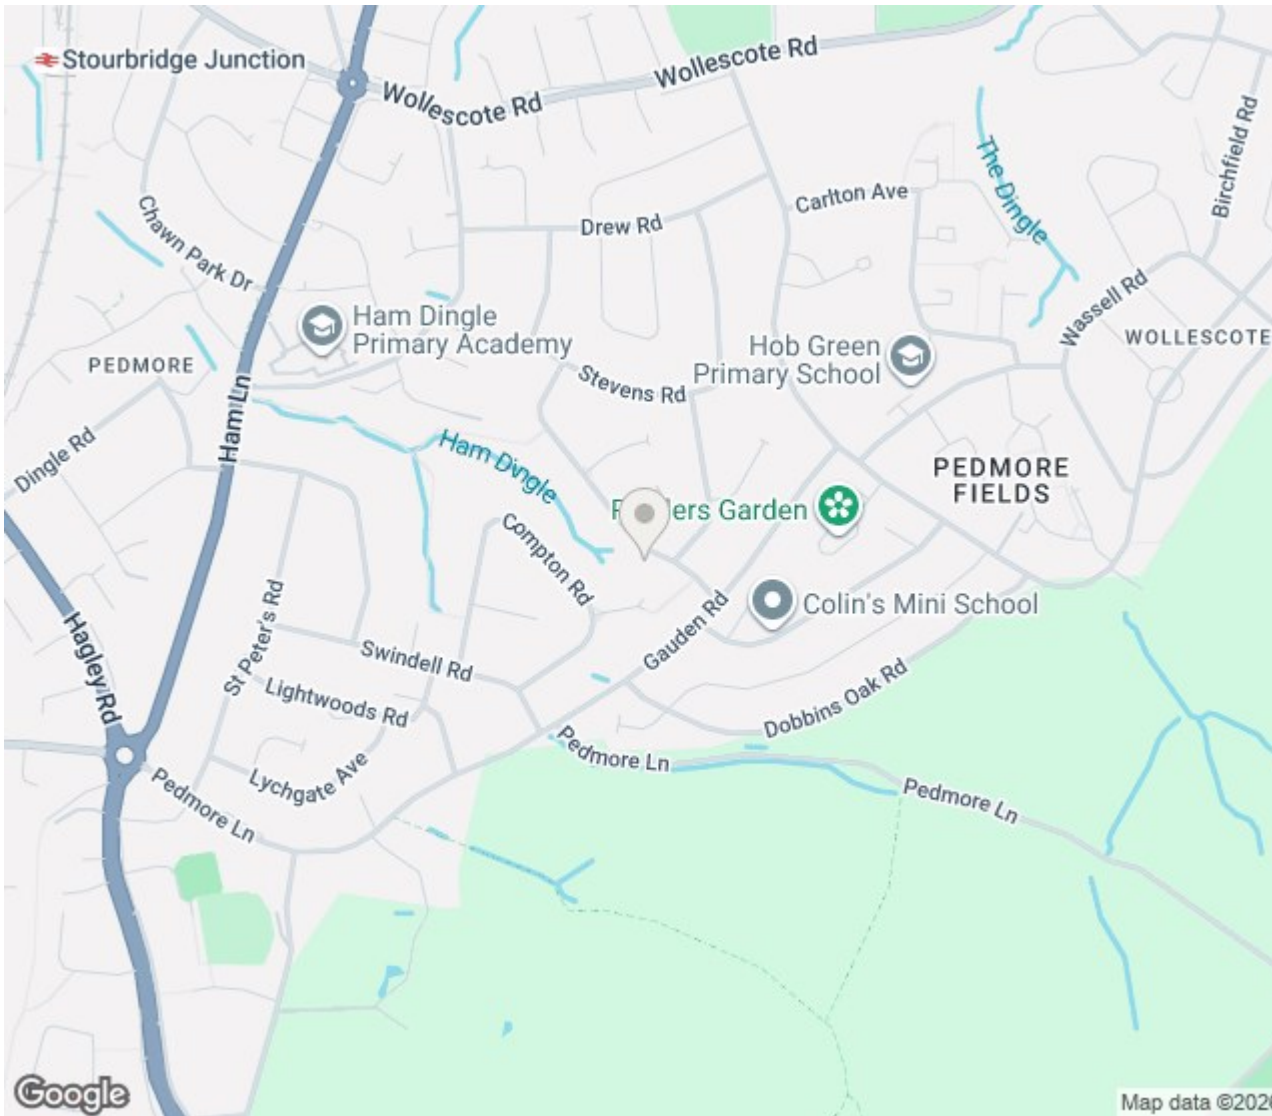 Stourbridge Junction
Wollescote Rd
Wollescote Rd
Birchfield Rd
The Dingle
Carlton Ave
Chawn Park Dr
Drew Rd
Wassell Rd
Ham Dingle
Primary Academy
Hob Green
Primary School
WOLLESCOTE
PEDMORE
Stevens Rd
Ham Ln
Dingle Rd
Ham Dingle
PEDMORE
FIELDS
Garden
Compton Rd
Colin's Mini School
St Peter's Rd
Hagley Rd
Gauden Rd
Swindell Rd
Lightwoods Rd
Dobbins Oak Rd
Pedmore Ln
Lychgate Ave
Pedmore Ln
Pedmore Ln
Google
Map data ©202